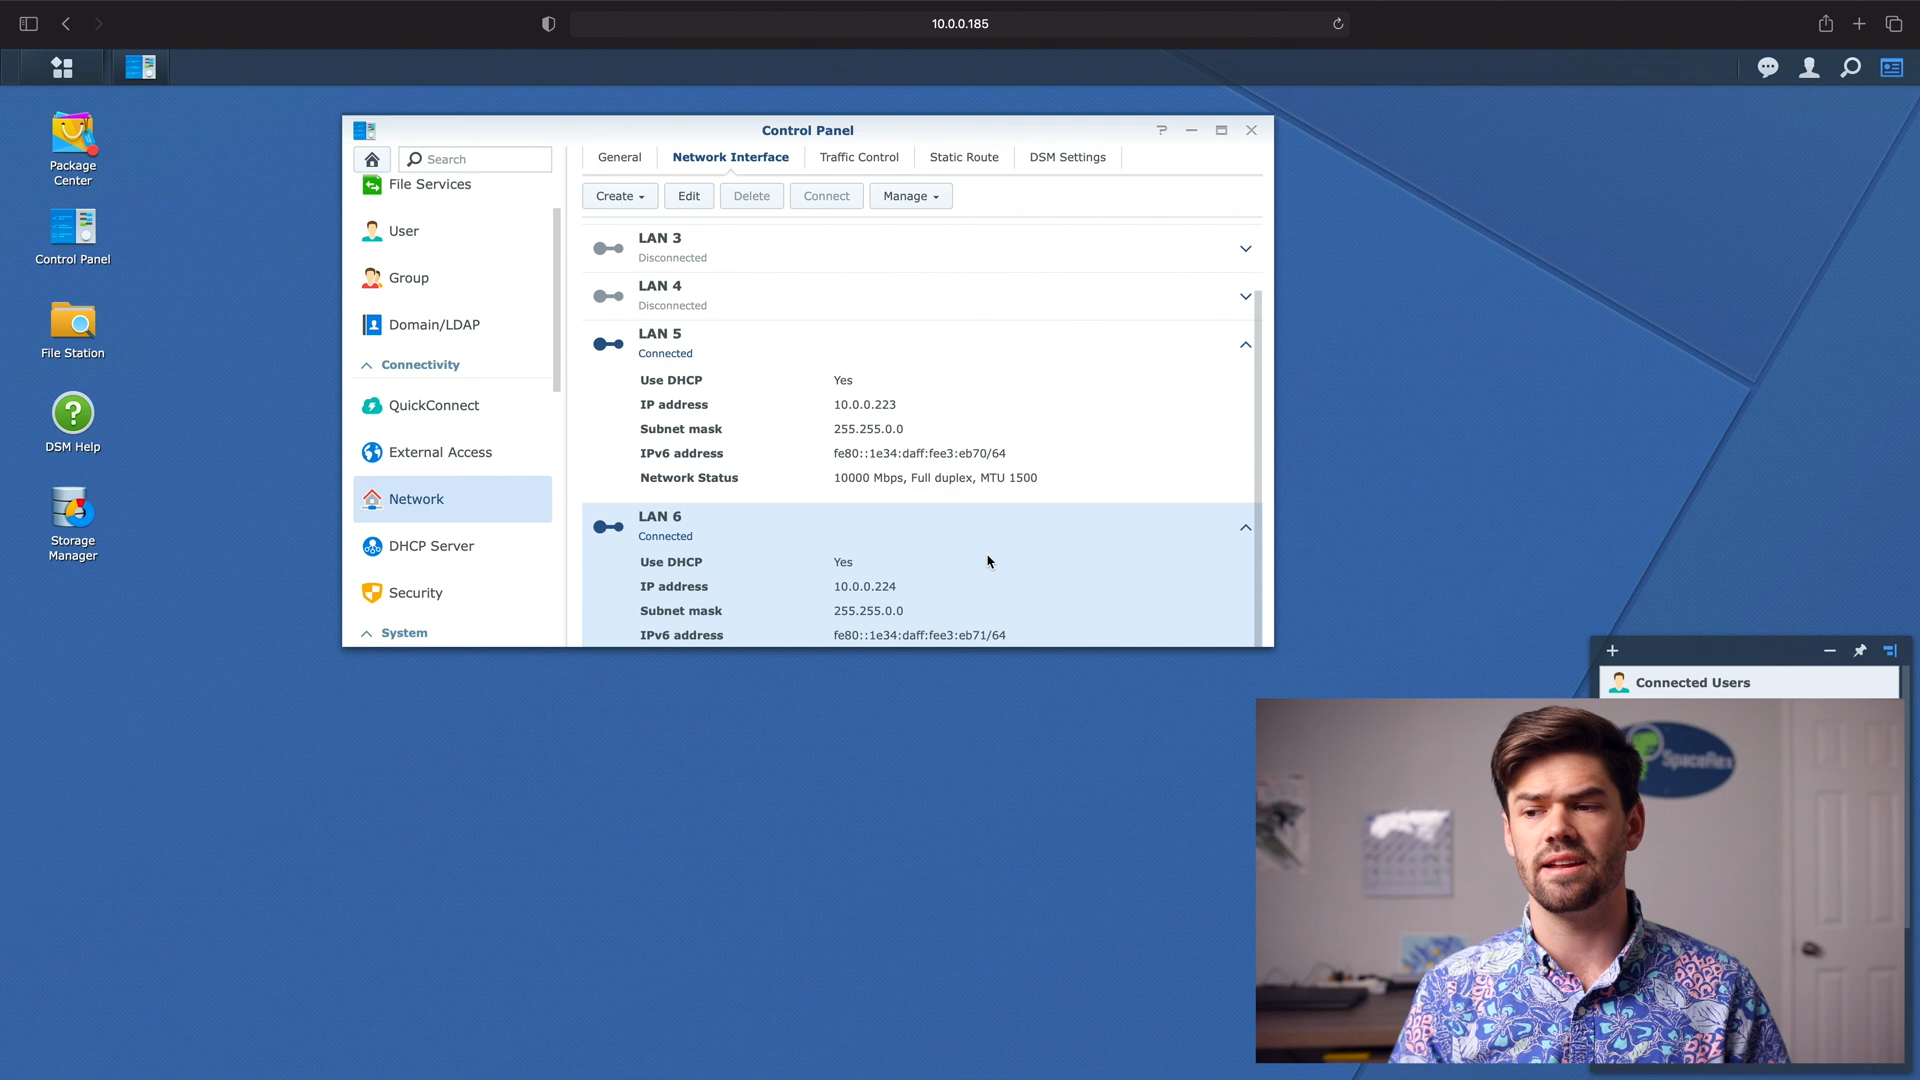 10.0.0.185
Package
Center
Control Panel
File Station
DSM Help
Storage
Manager
Control Panel
Search
File Services
User
Group
Domain/LDAP
Connectivity
QuickConnect
External Access
Network
DHCP Server
Security
System
General
Network Interface
Traffic Control
Static Route
DSM Settings
Create
Edit
Delete
Connect
Manage
LAN 3
Disconnected
LAN 4
Disconnected
LAN 5
Connected
Use DHCP Yes
IP address 10.0.0.223
Subnet mask 255.255.0.0
IPv6 address fe80::1e34:daff:fee3:eb70/64
Network Status 10000 Mbps, Full duplex, MTU 1500
LAN 6
Connected
Use DHCP Yes
IP address 10.0.0.224
Subnet mask 255.255.0.0
IPv6 address fe80::1e34:daff:fee3:eb71/64
Connected Users
SpaceRex